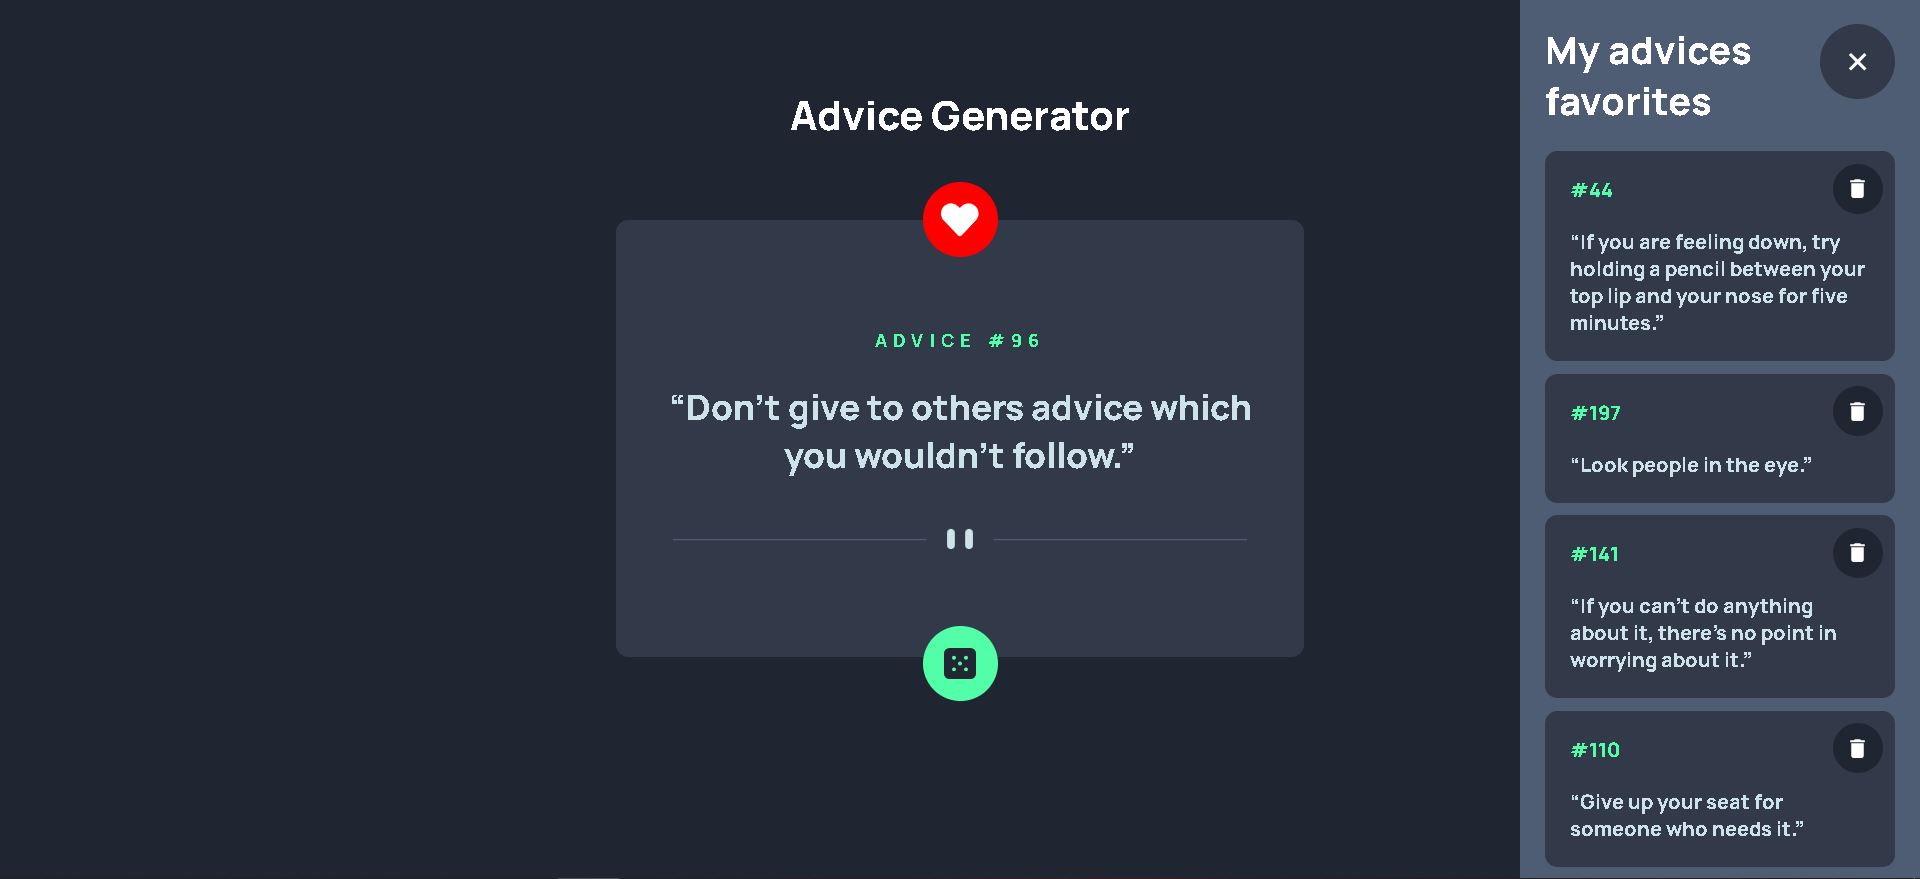 Advice Generator
ADVICE #96
“Don’t give to others advice which
you wouldn’t follow.”
My advices
favorites
#44
“If you are feeling down, try
holding a pencil between your
top lip and your nose for five
minutes.”
#197
“Look people in the eye.”
#141
“If you can’t do anything
about it, there’s no point in
worrying about it.”
#110
“Give up your seat for
someone who needs it.”